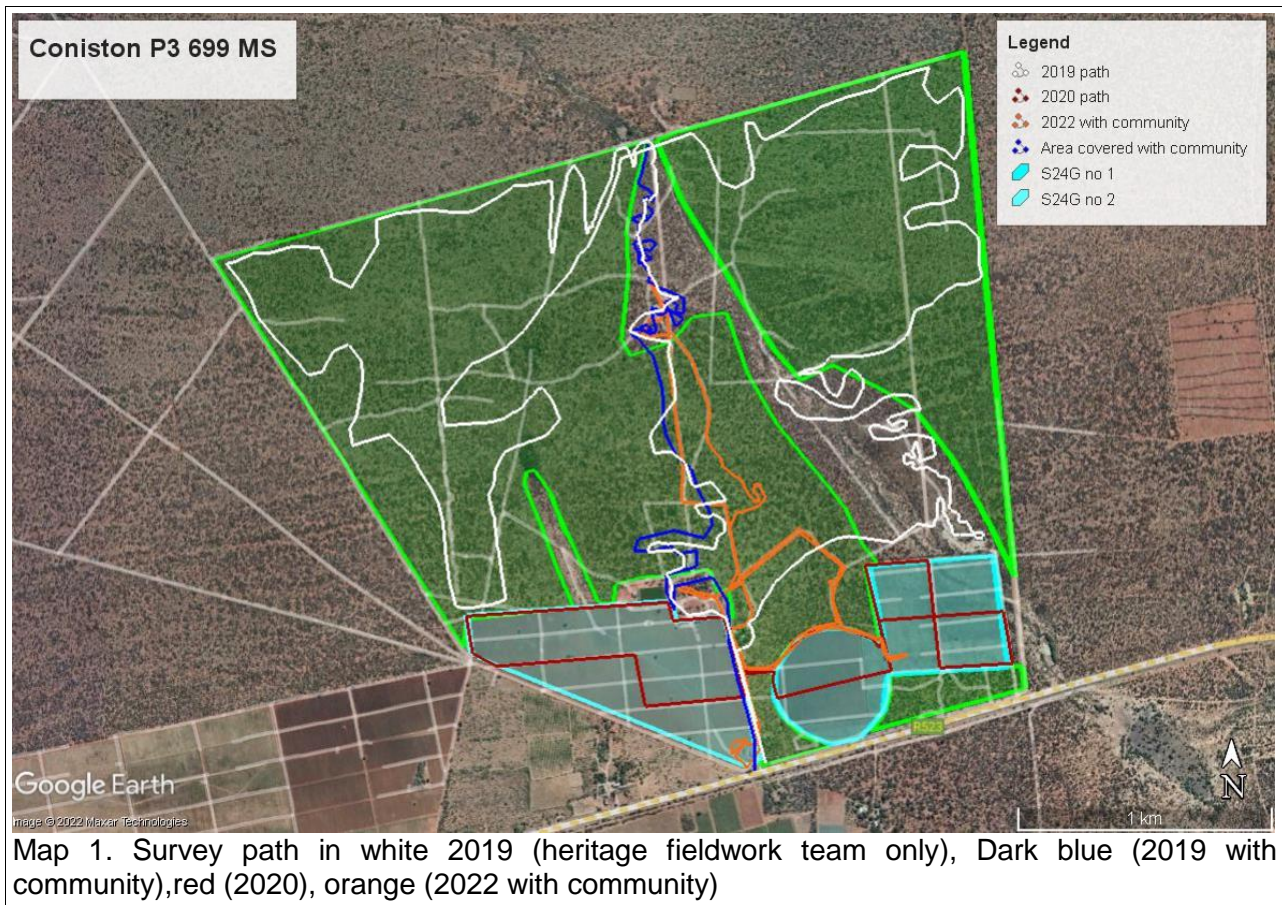 Coniston P3 699 MS
Legend
2019 path
2020 path
2022 with community
Area covered with community
S24G no 1
S24G no 2
R523
N
1 km
Google Earth
Image © 2022 Maxar Technologies
Map 1. Survey path in white 2019 (heritage fieldwork team only), Dark blue (2019 with
community),red (2020), orange (2022 with community)